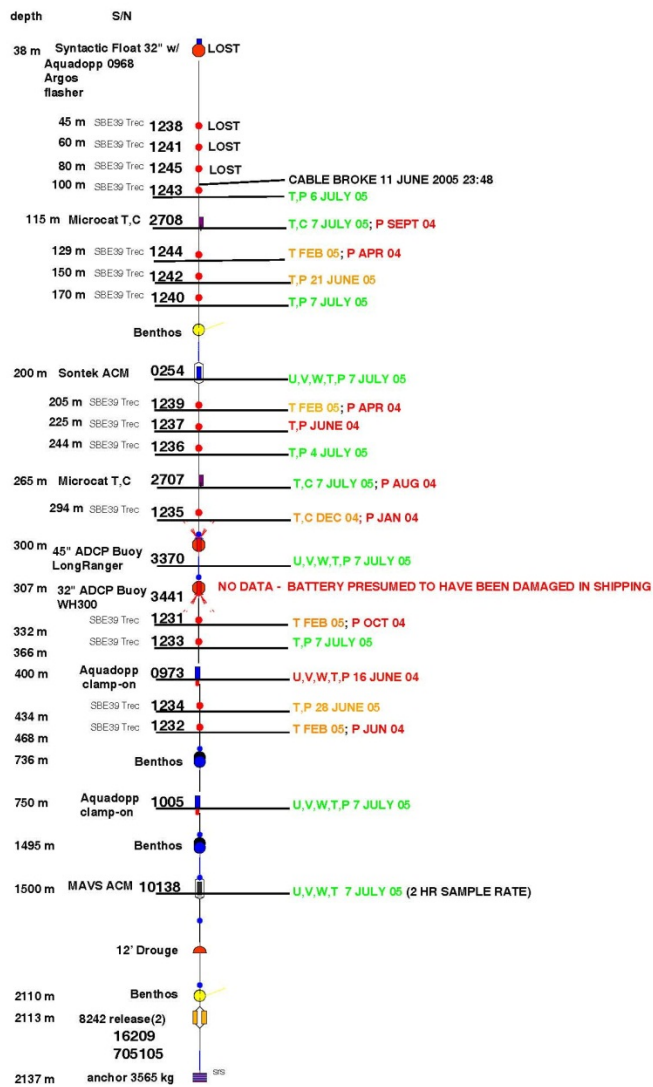 depth S/N
38 m Syntactic Float 32" w/ LOST
Aquadopp 0968
Argos
flasher
45 m SBE39 Trec 1238 LOST
60 m SBE39 Trec 1241 LOST
80 m SBE39 Trec 1245 LOST
CABLE BROKE 11 JUNE 2005 23:48
100 m SBE39 Trec 1243 T,P 6 JULY 05
115 m Microcat T,C 2708 T,C 7 JULY 05; P SEPT 04
129 m SBE39 Trec 1244 T FEB 05; P APR 04
150 m SBE39 Trec 1242 T,P 21 JUNE 05
170 m SBE39 Trec 1240 T,P 7 JULY 05
Benthos
200 m Sontek ACM 0254 U,V,W,T,P 7 JULY 05
205 m SBE39 Trec 1239 T FEB 05; P APR 04
225 m SBE39 Trec 1237 T,P JUNE 04
244 m SBE39 Trec 1236 T,P 4 JULY 05
265 m Microcat T,C 2707 T,C 7 JULY 05; P AUG 04
294 m SBE39 Trec 1235 T,C DEC 04; P JAN 04
300 m 45" ADCP Buoy
LongRanger 3370 U,V,W,T,P 7 JULY 05
307 m 32" ADCP Buoy NO DATA - BATTERY PRESUMED TO HAVE BEEN DAMAGED IN SHIPPING
WH300 3441
SBE39 Trec 1231 T FEB 05; P OCT 04
332 m
SBE39 Trec 1233 T,P 7 JULY 05
366 m
400 m Aquadopp 0973 U,V,W,T,P 16 JUNE 04
clamp-on
SBE39 Trec 1234 T,P 28 JUNE 05
434 m
SBE39 Trec 1232 T FEB 05; P JUN 04
468 m
736 m Benthos
750 m Aquadopp 1005 U,V,W,T,P 7 JULY 05
clamp-on
1495 m Benthos
1500 m MAVS ACM 10138 U,V,W,T 7 JULY 05 (2 HR SAMPLE RATE)
12' Drouge
2110 m Benthos
2113 m 8242 release(2)
16209
705105
2137 m anchor 3565 kg srs